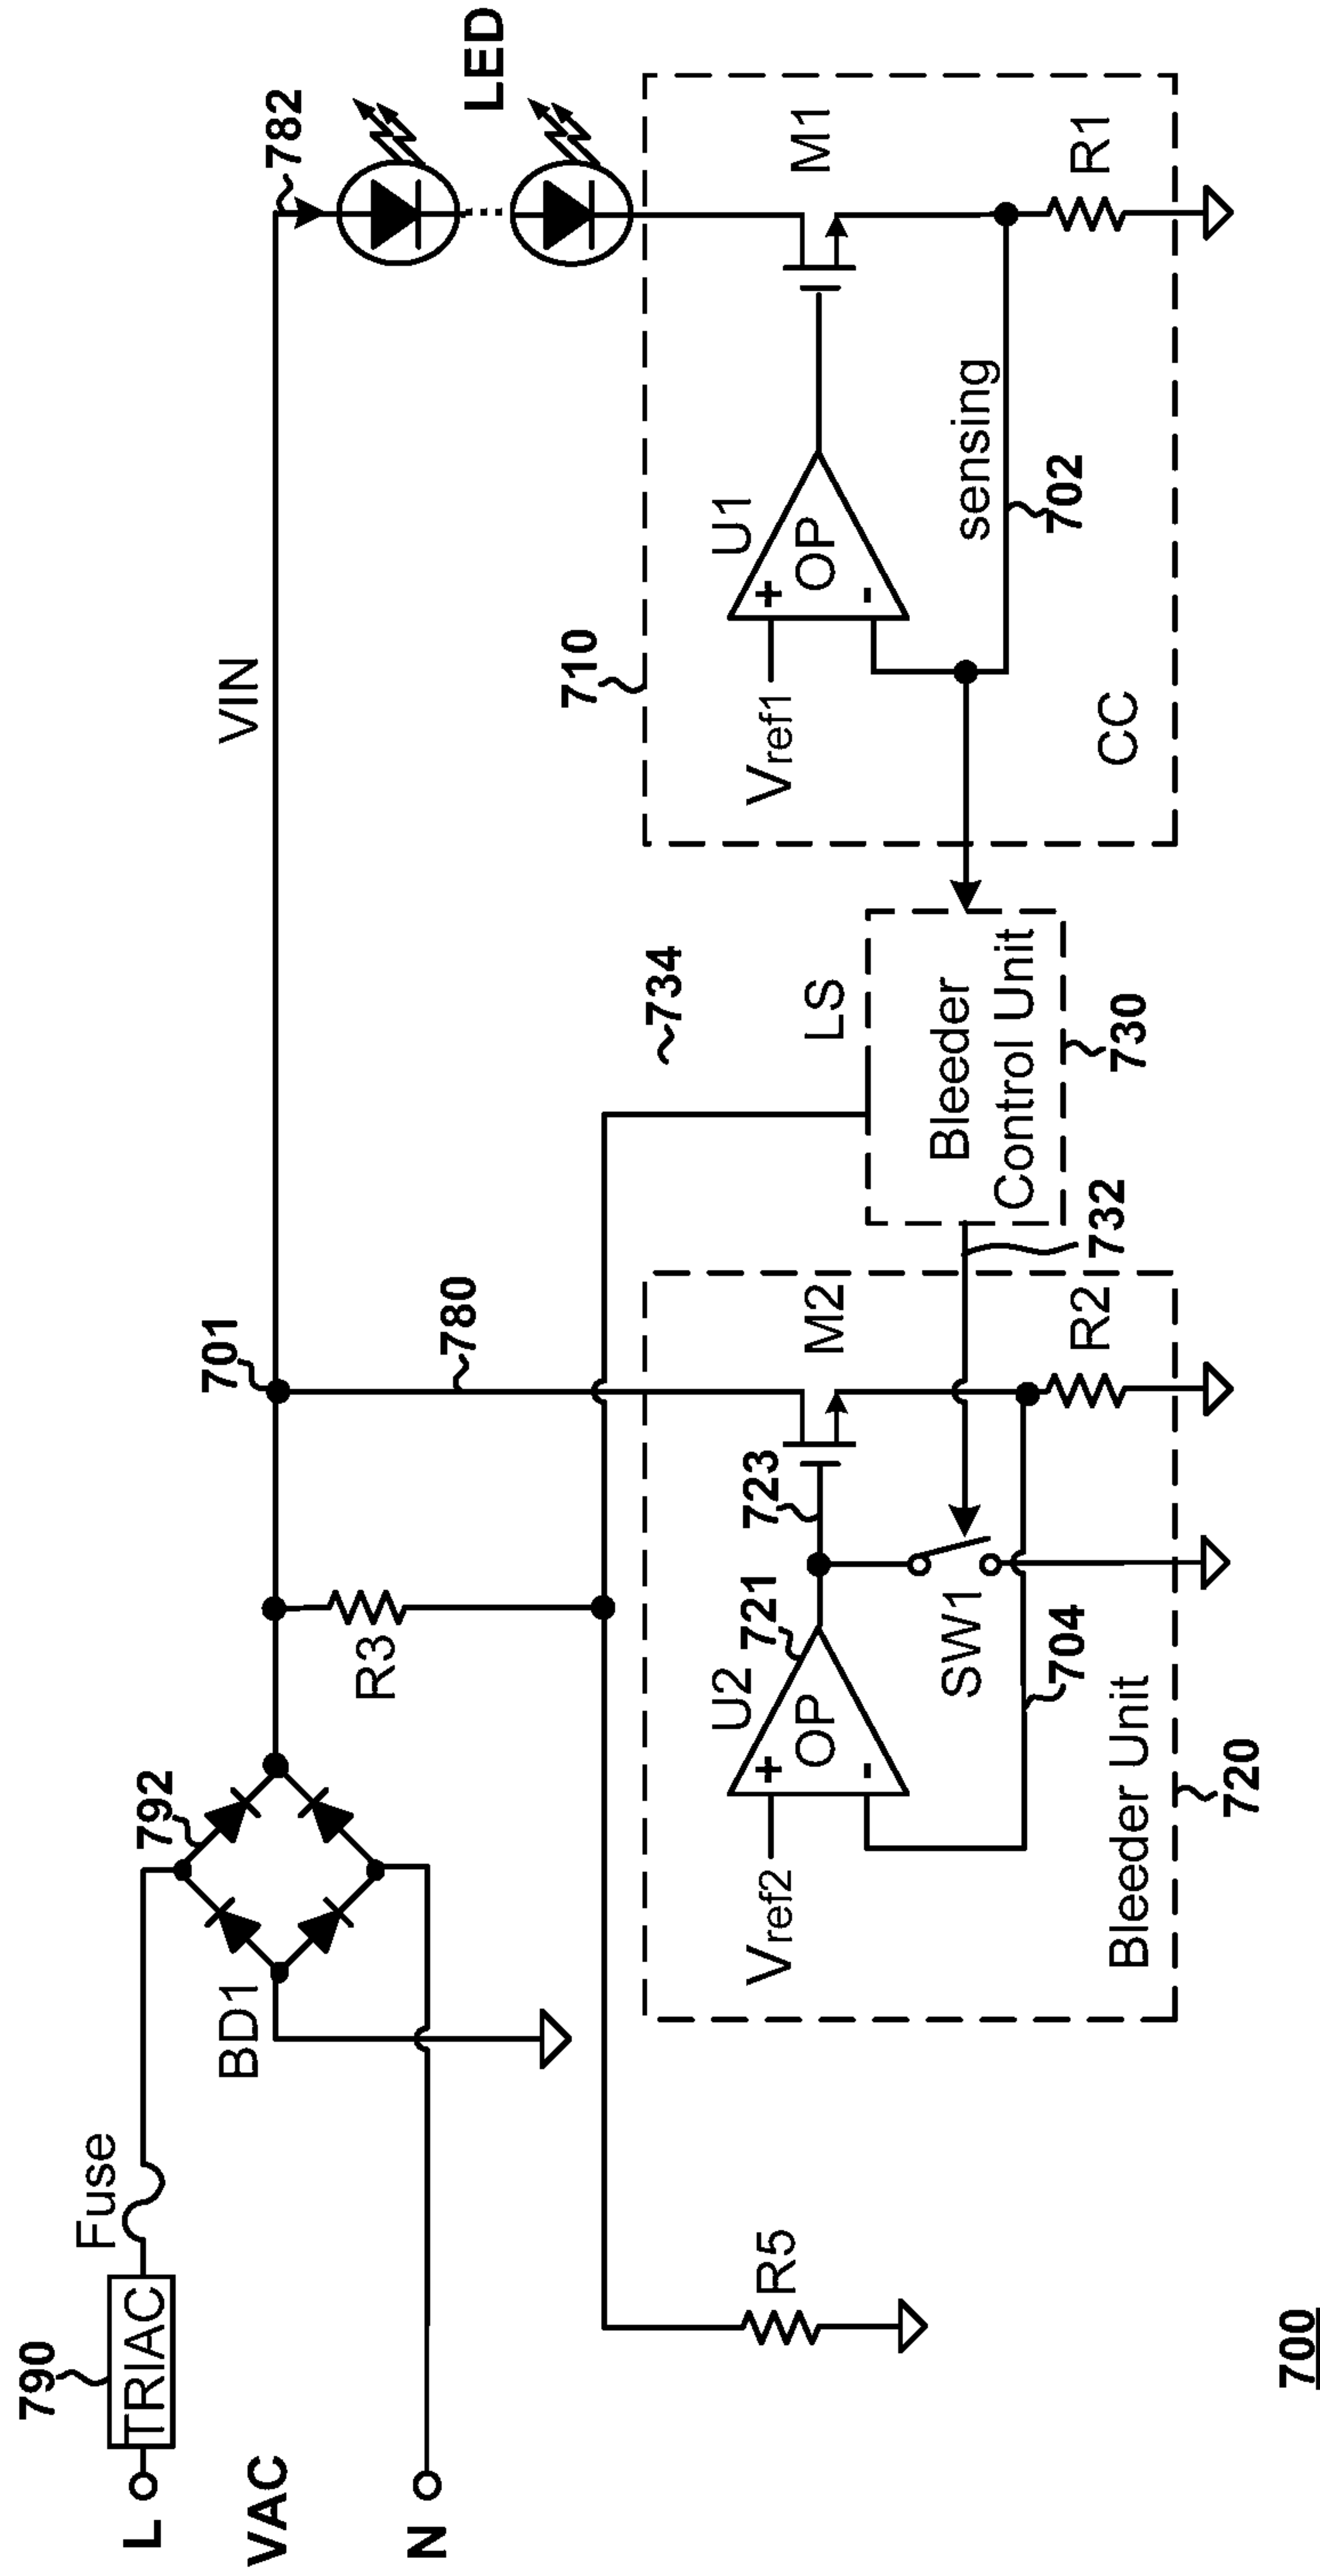 790
TRIAC
Fuse
L
VAC
N
BD1
792
R3
701
VIN
782
LED
780
R5
734
LS
710
U1
OP
+
-
Vref1
M1
sensing
702
R1
CC
Bleeder
Control Unit
730
732
U2
721
OP
+
-
Vref2
723
M2
SW1
704
R2
Bleeder Unit
720
700